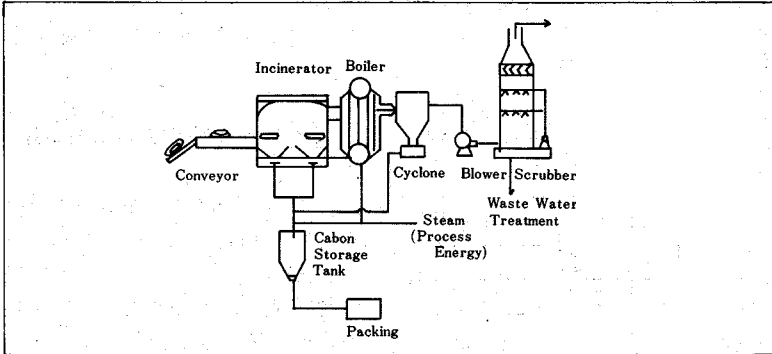 Incinerator
Boiler
Conveyor
Cyclone
Blower
Scrubber
Waste Water
Treatment
Steam
(Process
Energy)
Cabon
Storage
Tank
Packing